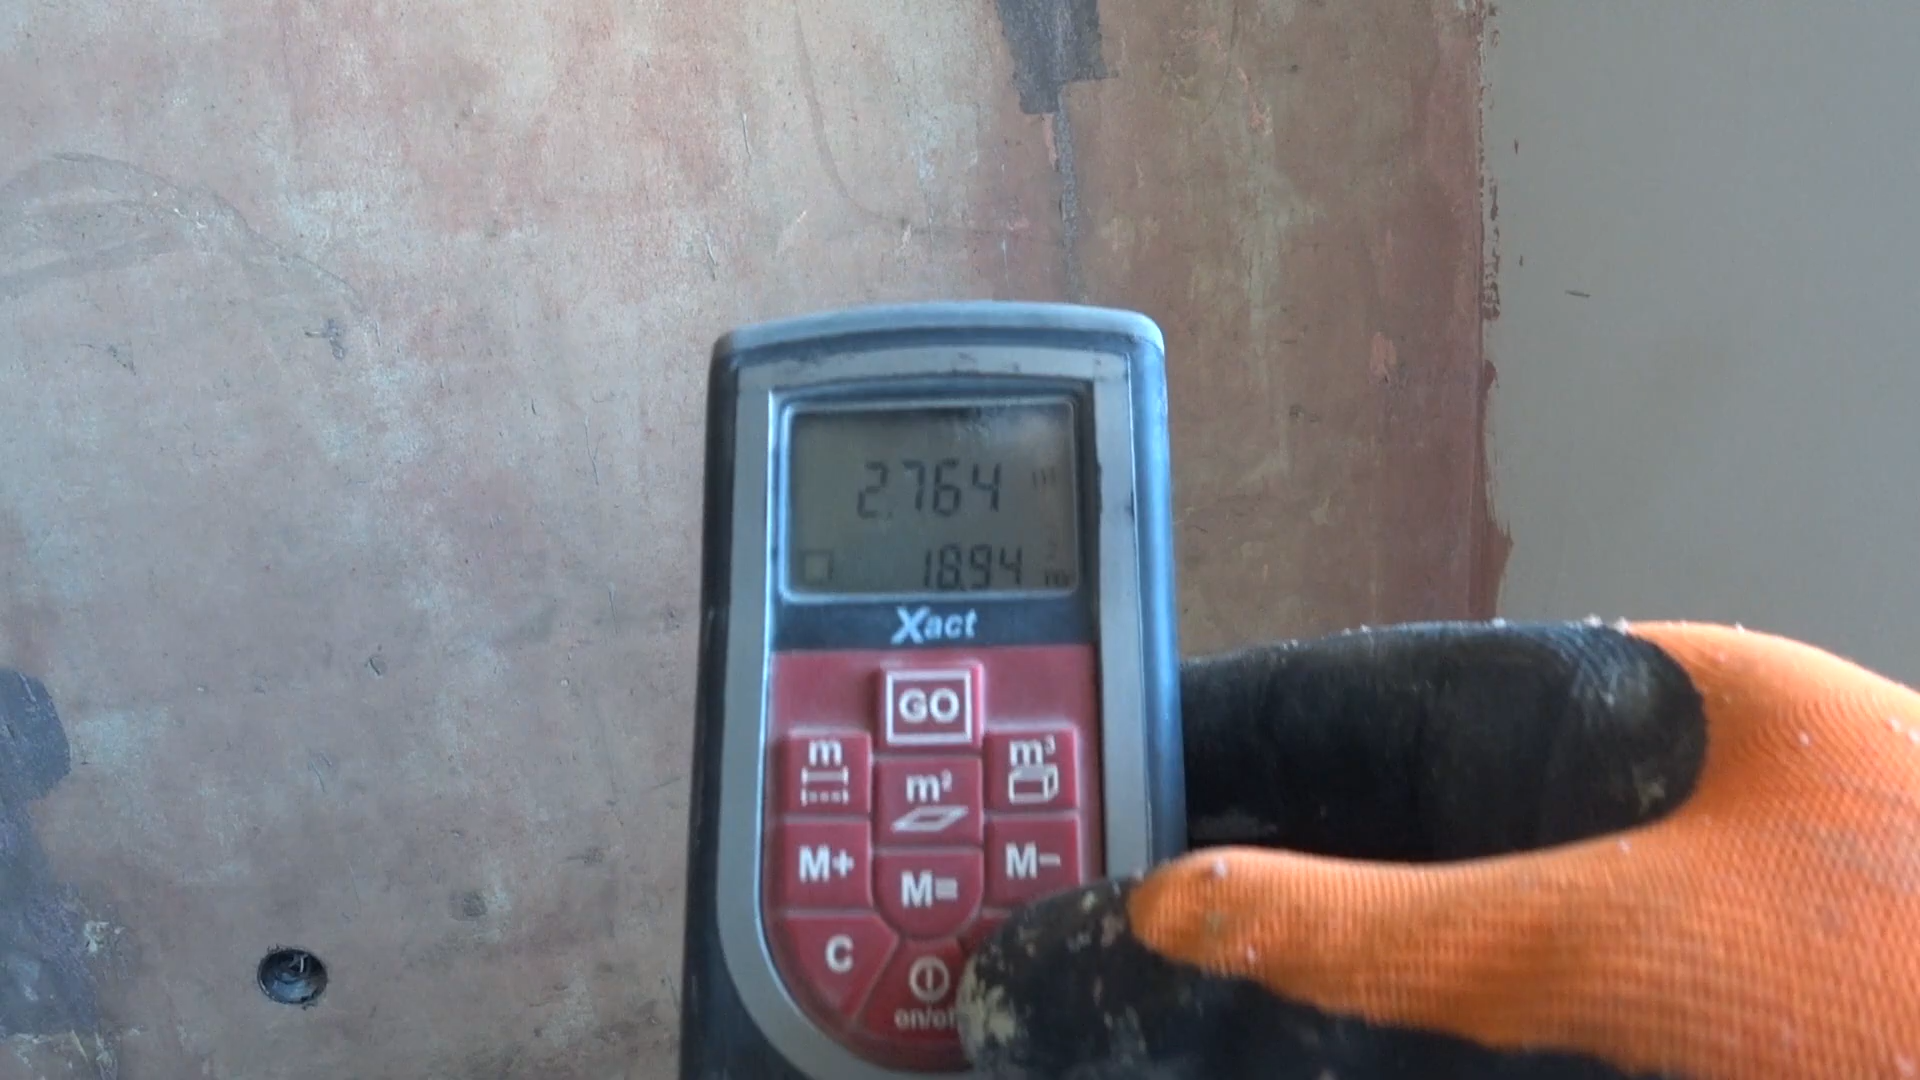 2.764 m
18.94 m²
Xact
GO
m
m²
m³
M+
M=
M-
C
on/off